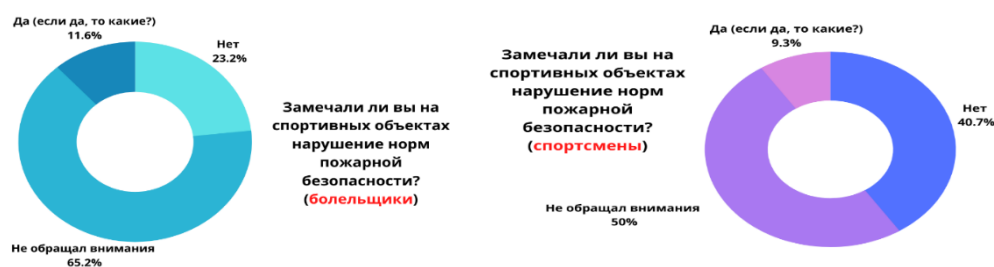 Да (если да, то какие?)
11.6%
Нет
23.2%
Не обращал внимания
65.2%
Замечали ли вы на
спортивных объектах
нарушение норм
пожарной
безопасности?
(болельщики)
Замечали ли вы на
спортивных объектах
нарушение норм
пожарной
безопасности?
(спортсмены)
Да (если да, то какие?)
9.3%
Нет
40.7%
Не обращал внимания
50%